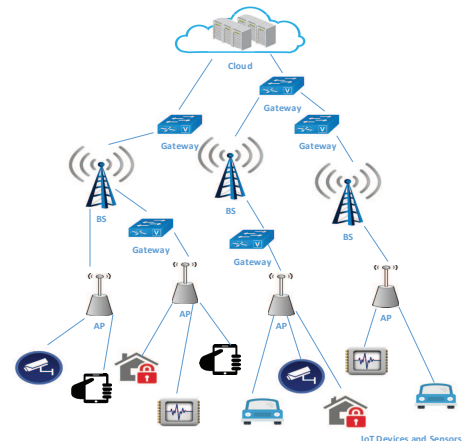 Cloud
Gateway
Gateway
Gateway
BS
BS
BS
Gateway
Gateway
AP
AP
AP
AP
IoT Devices and Sensors